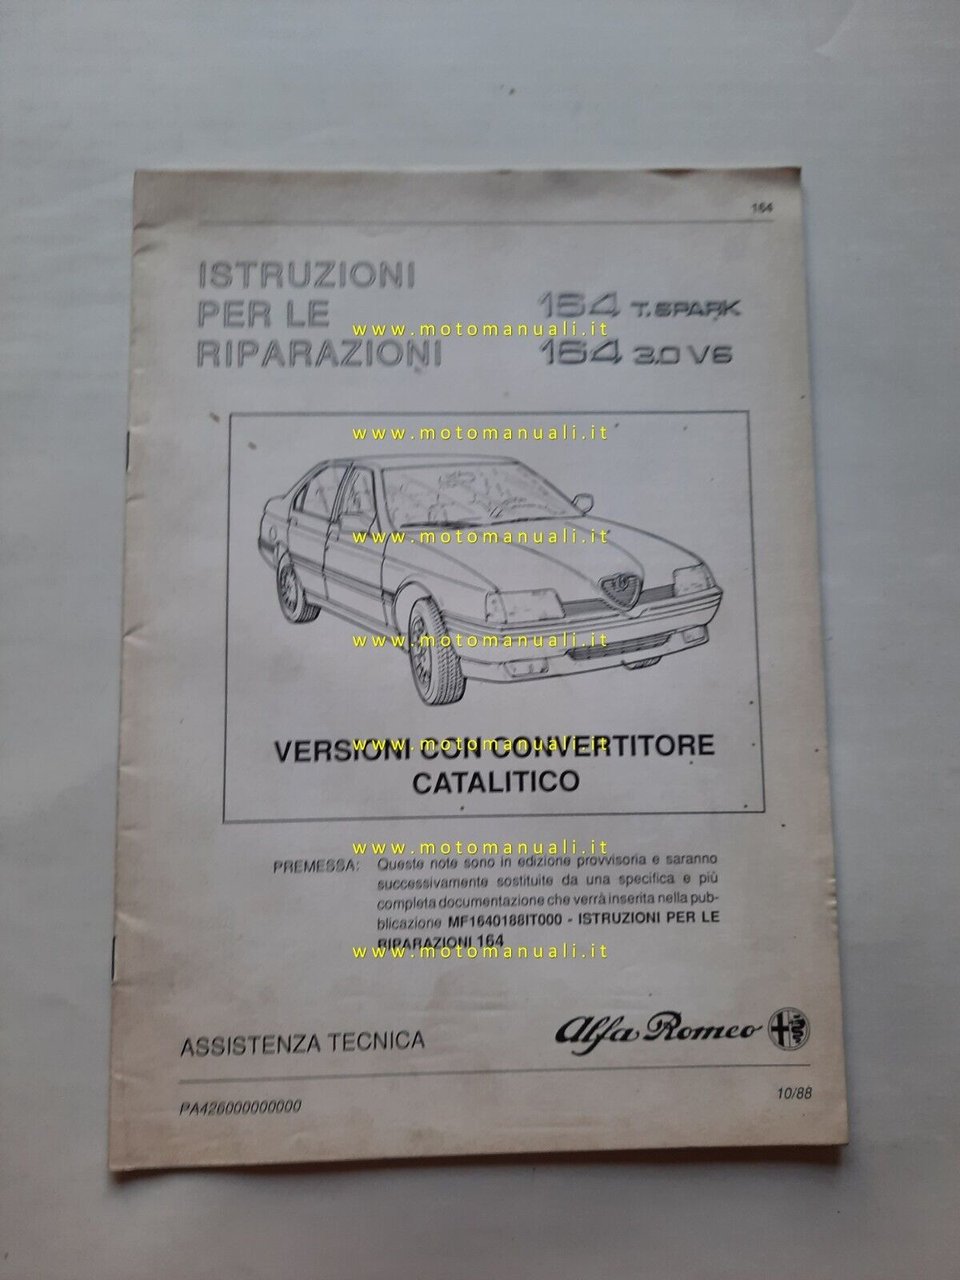 164
ISTRUZIONI
PER LE
RIPARAZIONI
164 T.SPARK
164 3.0 V6
www.motomanuali.it
www.motomanuali.it
www.motomanuali.it
www.motomanuali.it
VERSIONI CON CONVERTITORE
CATALITICO
www.motomanuali.it
www.motomanuali.it
PREMESSA: Queste note sono in edizione provvisoria e saranno
successivamente sostituite da una specifica e più
completa documentazione che verrà inserita nella pub-
blicazione MF1640188IT000 - ISTRUZIONI PER LE
RIPARAZIONI 164
www.motomanuali.it
ASSISTENZA TECNICA
Alfa Romeo
PA426000000000
10/88